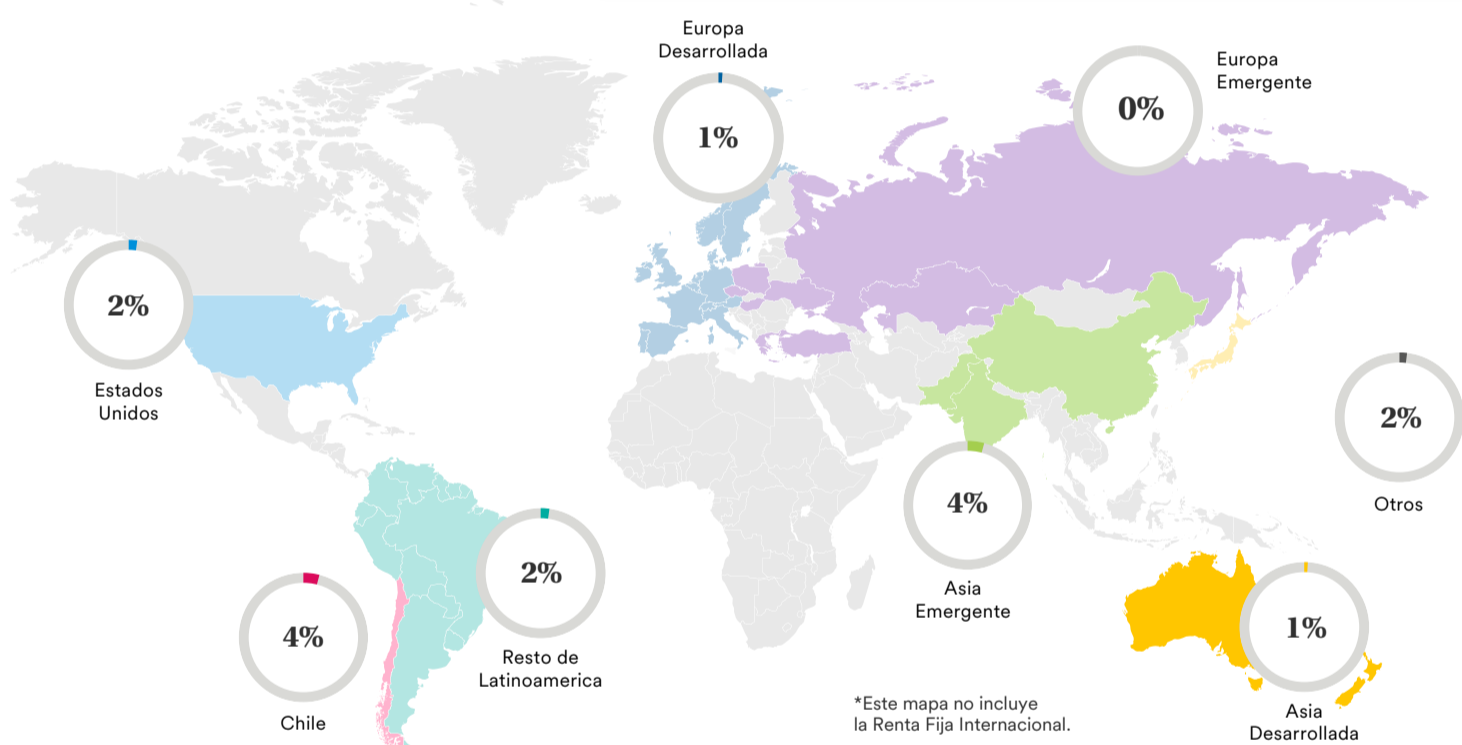 Europa
Desarrollada
1%
Europa
Emergente
0%
2%
Estados
Unidos
2%
Otros
4%
Asia
Emergente
2%
Resto de
Latinoamerica
4%
Chile
1%
Asia
Desarrollada
*Este mapa no incluye
la Renta Fija Internacional.